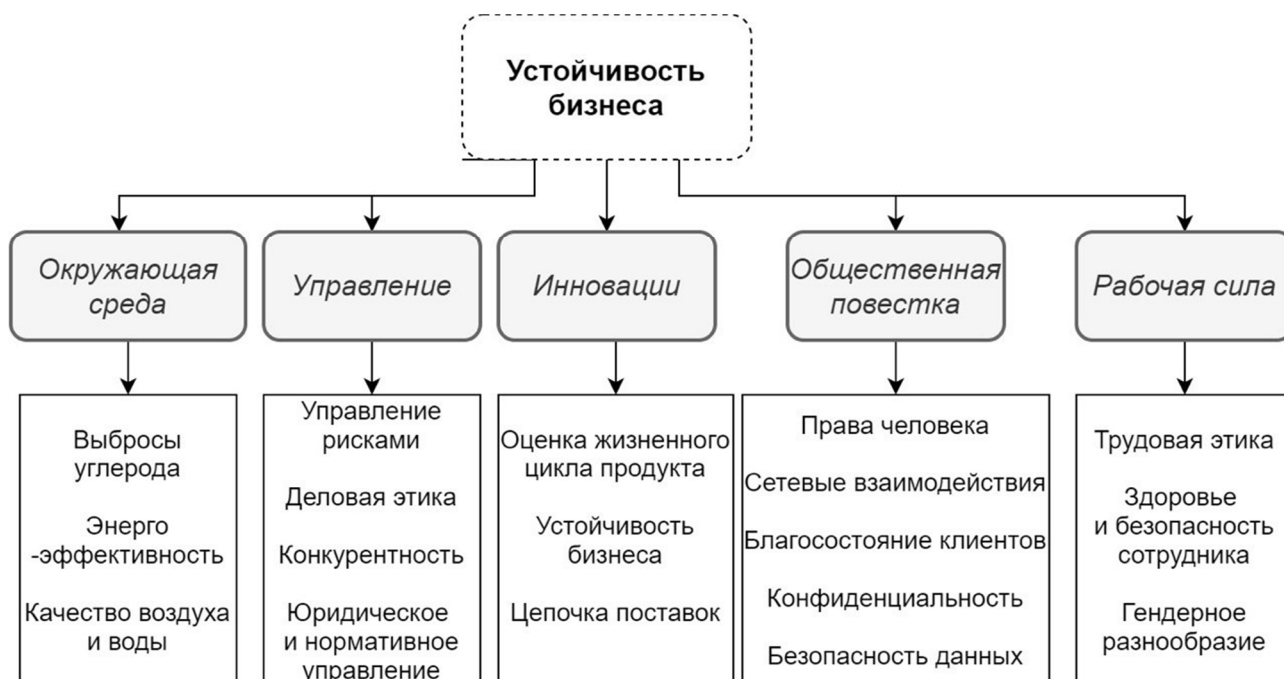 Устойчивость
бизнеса
Окружающая
среда
Управление
Инновации
Общественная
повестка
Рабочая сила
Выбросы
углерода
Энерго
-эффективность
Качество воздуха
и воды
Управление
рисками
Деловая этика
Конкурентность
Юридическое
и нормативное
управление
Оценка жизненного
цикла продукта
Устойчивость
бизнеса
Цепочка поставок
Права человека
Сетевые взаимодействия
Благосостояние клиентов
Конфиденциальность
Безопасность данных
Трудовая этика
Здоровье
и безопасность
сотрудника
Гендерное
разнообразие